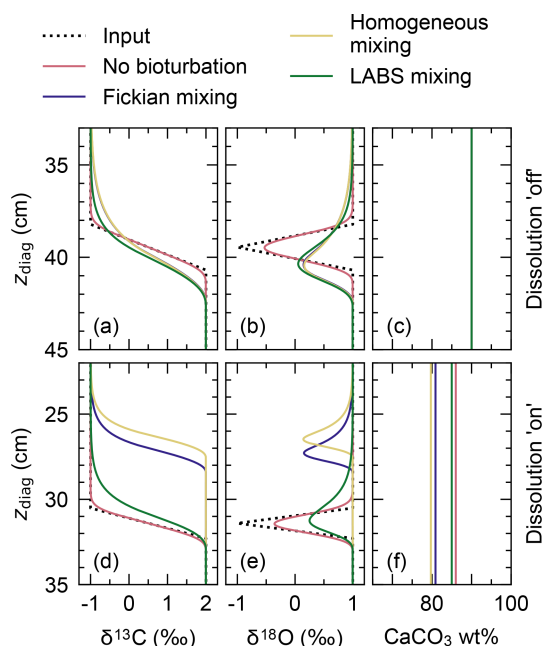 Input
No bioturbation
Fickian mixing
Homogeneous
mixing
LABS mixing
35
40
45
z_diag (cm)
(a)
(b)
(c)
Dissolution 'off'
25
30
35
z_diag (cm)
(d)
(e)
(f)
Dissolution 'on'
-1 0 1 2
-1 0 1
80 100
δ¹³C (‰)
δ¹⁸O (‰)
CaCO₃ wt%